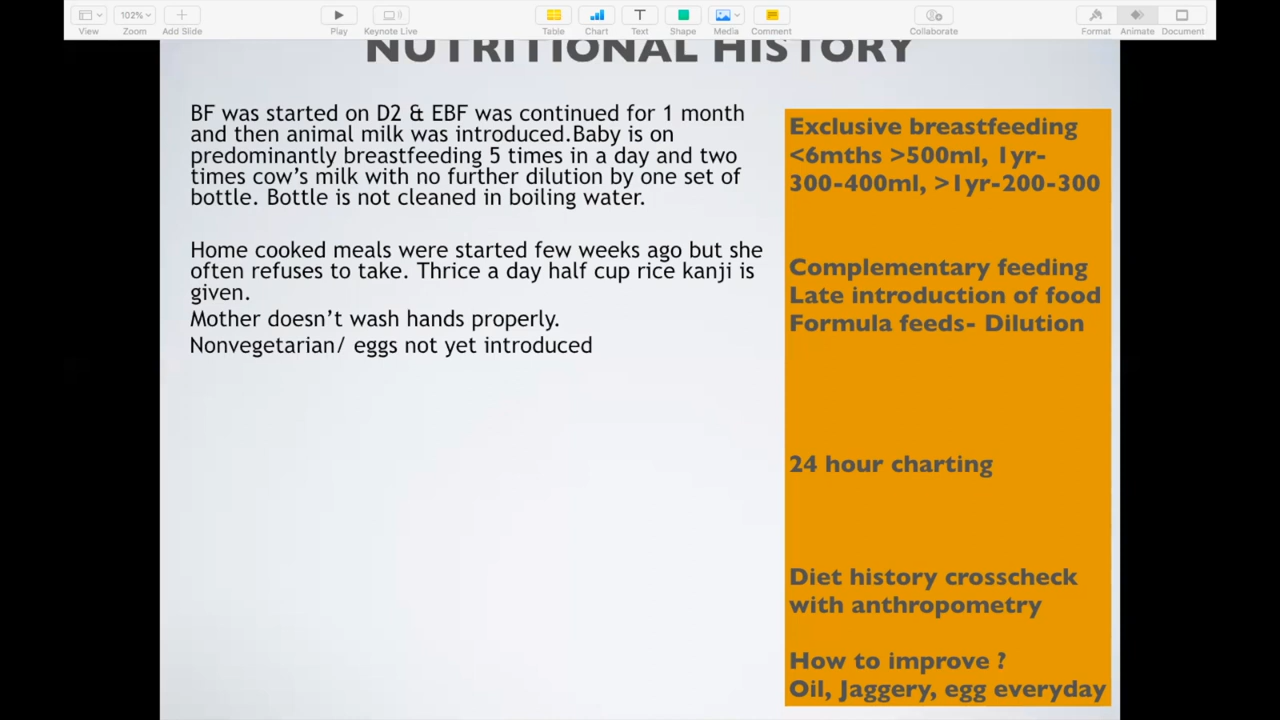 View
Zoom
Add Slide
Play
Keynote Live
Table
Chart
Text
Shape
Media
Comment
Collaborate
Format
Animate
Document
102%
NUTRITIONAL HISTORY
BF was started on D2 & EBF was continued for 1 month
and then animal milk was introduced.Baby is on
predominantly breastfeeding 5 times in a day and two
times cow's milk with no further dilution by one set of
bottle. Bottle is not cleaned in boiling water.
Home cooked meals were started few weeks ago but she
often refuses to take. Thrice a day half cup rice kanji is
given.
Mother doesn't wash hands properly.
Nonvegetarian/ eggs not yet introduced
Exclusive breastfeeding
<6mths >500ml, 1yr-
300-400ml, >1yr-200-300
Complementary feeding
Late introduction of food
Formula feeds- Dilution
24 hour charting
Diet history crosscheck
with anthropometry
How to improve ?
Oil, Jaggery, egg everyday